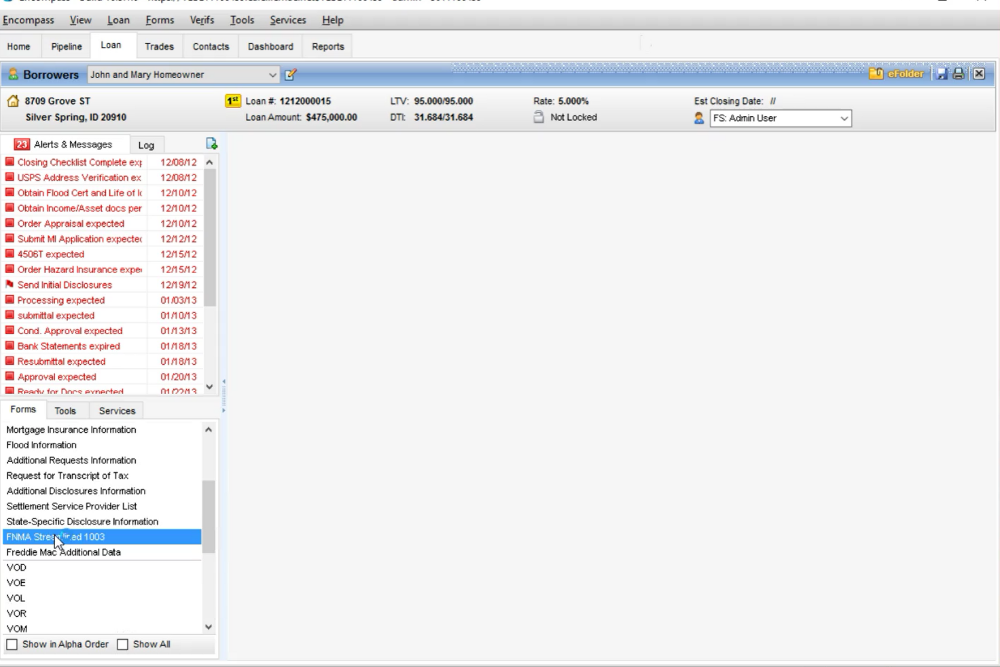 Encompass View Loan Forms Verifs Tools Services Help
Home Pipeline Loan Trades Contacts Dashboard Reports
Borrowers John and Mary Homeowner eFolder
8709 Grove ST 1st Loan #: 1212000015 LTV: 95.000/95.000 Rate: 5.000% Est Closing Date: //
Silver Spring, ID 20910 Loan Amount: $475,000.00 DTI: 31.684/31.684 Not Locked FS: Admin User
23 Alerts & Messages Log
Closing Checklist Complete exp 12/08/12
USPS Address Verification ex 12/08/12
Obtain Flood Cert and Life of lo 12/10/12
Obtain Income/Asset docs per 12/10/12
Order Appraisal expected 12/10/12
Submit MI Application expected 12/12/12
4506T expected 12/15/12
Order Hazard Insurance expe 12/15/12
Send Initial Disclosures 12/19/12
Processing expected 01/03/13
submittal expected 01/10/13
Cond. Approval expected 01/13/13
Bank Statements expired 01/18/13
Resubmittal expected 01/18/13
Approval expected 01/20/13
Ready for Docs expected 01/22/13
Forms Tools Services
Mortgage Insurance Information
Flood Information
Additional Requests Information
Request for Transcript of Tax
Additional Disclosures Information
Settlement Service Provider List
State-Specific Disclosure Information
FNMA Streamlined 1003
Freddie Mac Additional Data
VOD
VOE
VOL
VOR
VOM
Show in Alpha Order Show All